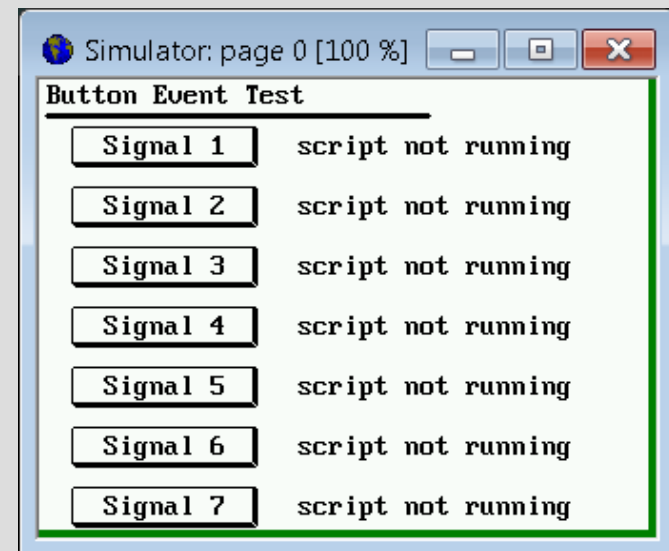 Simulator: page 0 [100 %]
Button Event Test
Signal 1 script not running
Signal 2 script not running
Signal 3 script not running
Signal 4 script not running
Signal 5 script not running
Signal 6 script not running
Signal 7 script not running